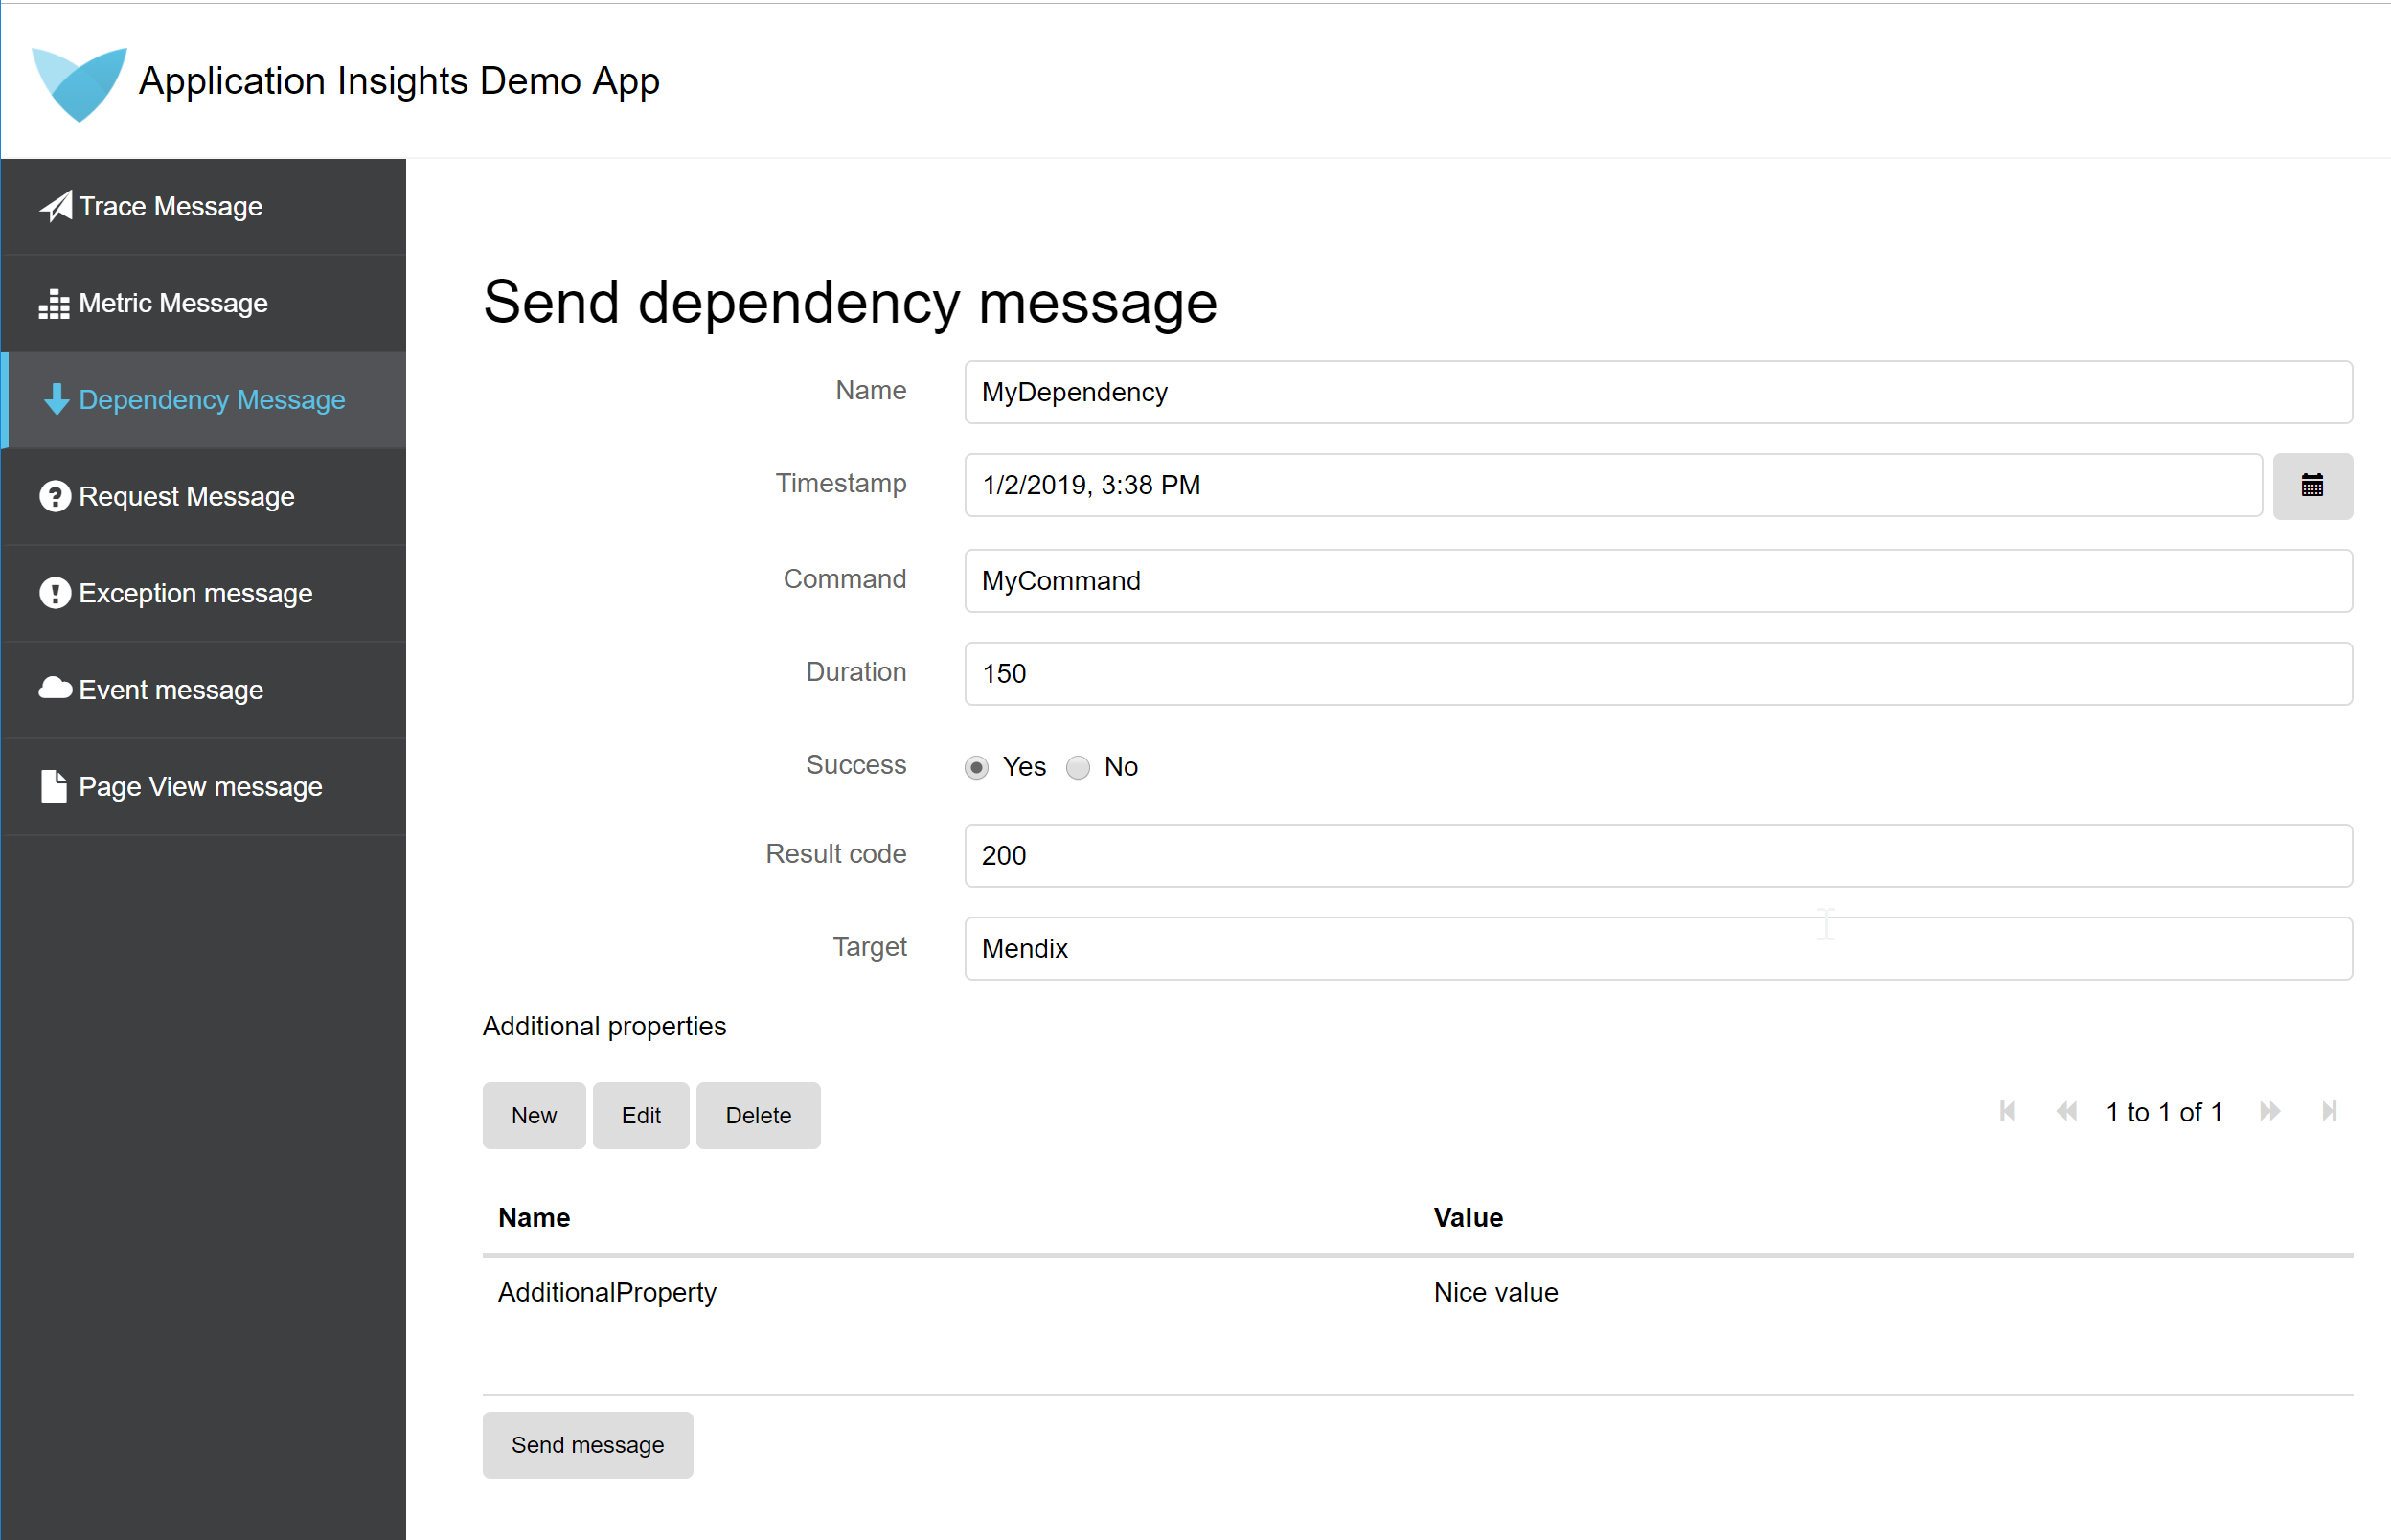 Application Insights Demo App
Trace Message
Metric Message
Dependency Message
Request Message
Exception message
Event message
Page View message
Send dependency message
Name MyDependency
Timestamp 1/2/2019, 3:38 PM
Command MyCommand
Duration 150
Success Yes No
Result code 200
Target Mendix
Additional properties
New Edit Delete 1 to 1 of 1
Name Value
AdditionalProperty Nice value
Send message